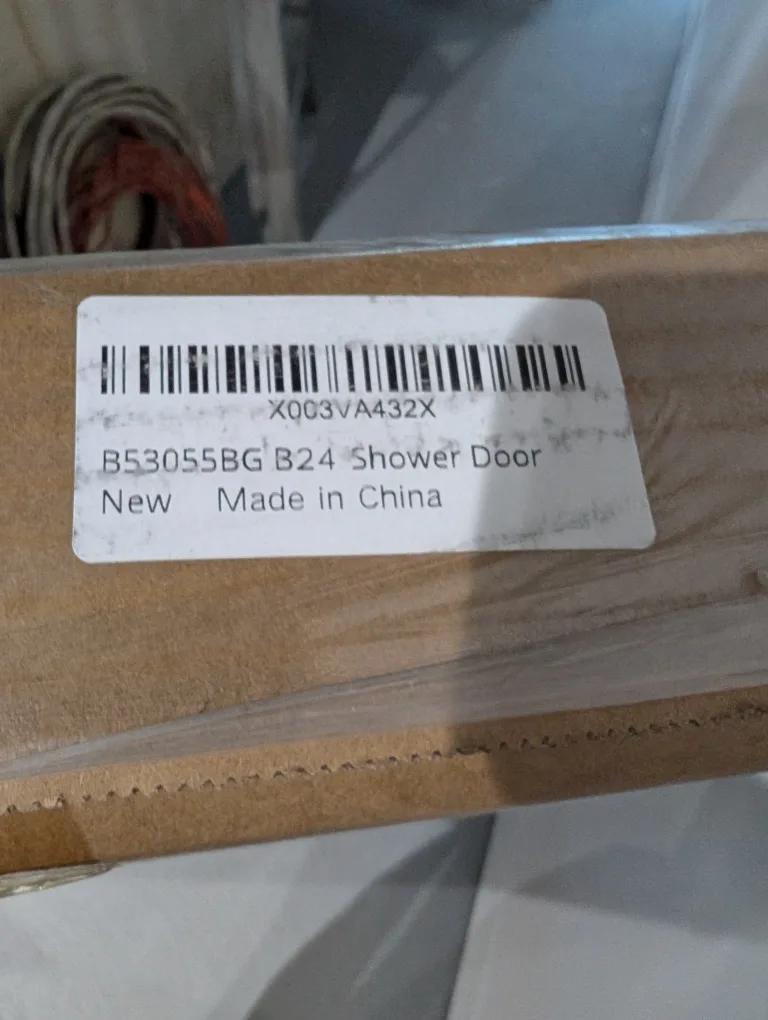 X003VA432X
B53055BG B24 Shower Door
New Made in China